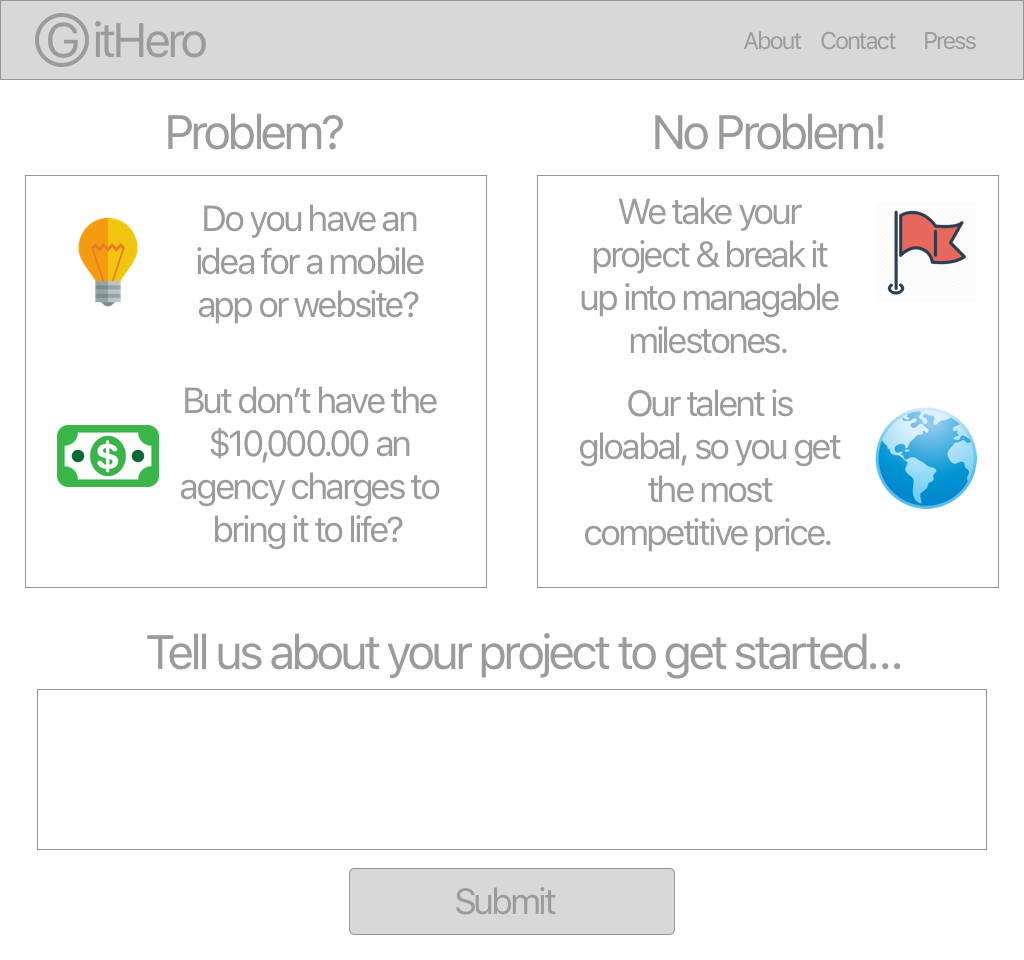 GitHero
About Contact Press
Problem?
Do you have an
idea for a mobile
app or website?
But don’t have the
$10,000.00 an
agency charges to
bring it to life?
No Problem!
We take your
project & break it
up into managable
milestones.
Our talent is
gloabal, so you get
the most
competitive price.
Tell us about your project to get started...
Submit